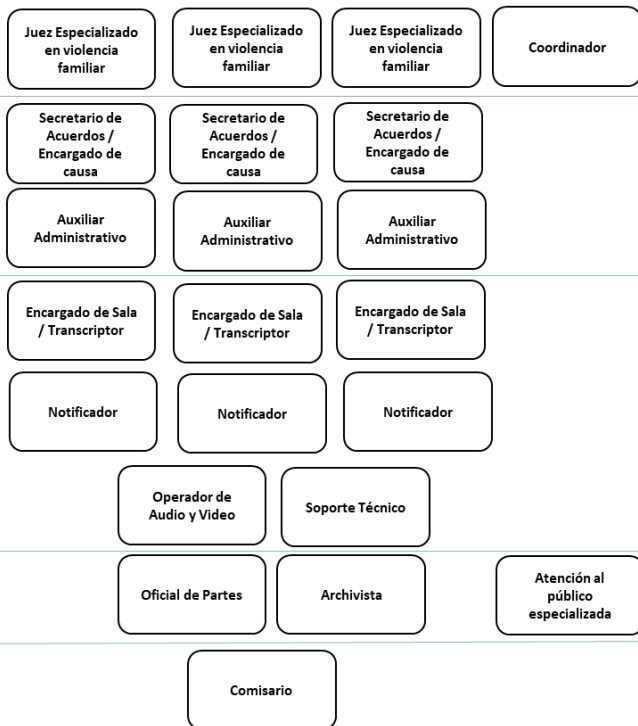 Juez Especializado
en violencia
familiar
Juez Especializado
en violencia
familiar
Juez Especializado
en violencia
familiar
Coordinador
Secretario de
Acuerdos /
Encargado de
causa
Secretario de
Acuerdos /
Encargado de
causa
Secretario de
Acuerdos /
Encargado de
causa
Auxiliar
Administrativo
Auxiliar
Administrativo
Auxiliar
Administrativo
Encargado de Sala
/ Transcriptor
Encargado de Sala
/ Transcriptor
Encargado de Sala
/ Transcriptor
Notificador
Notificador
Notificador
Operador de
Audio y Video
Soporte Técnico
Oficial de Partes
Archivista
Atención al
público
especializada
Comisario